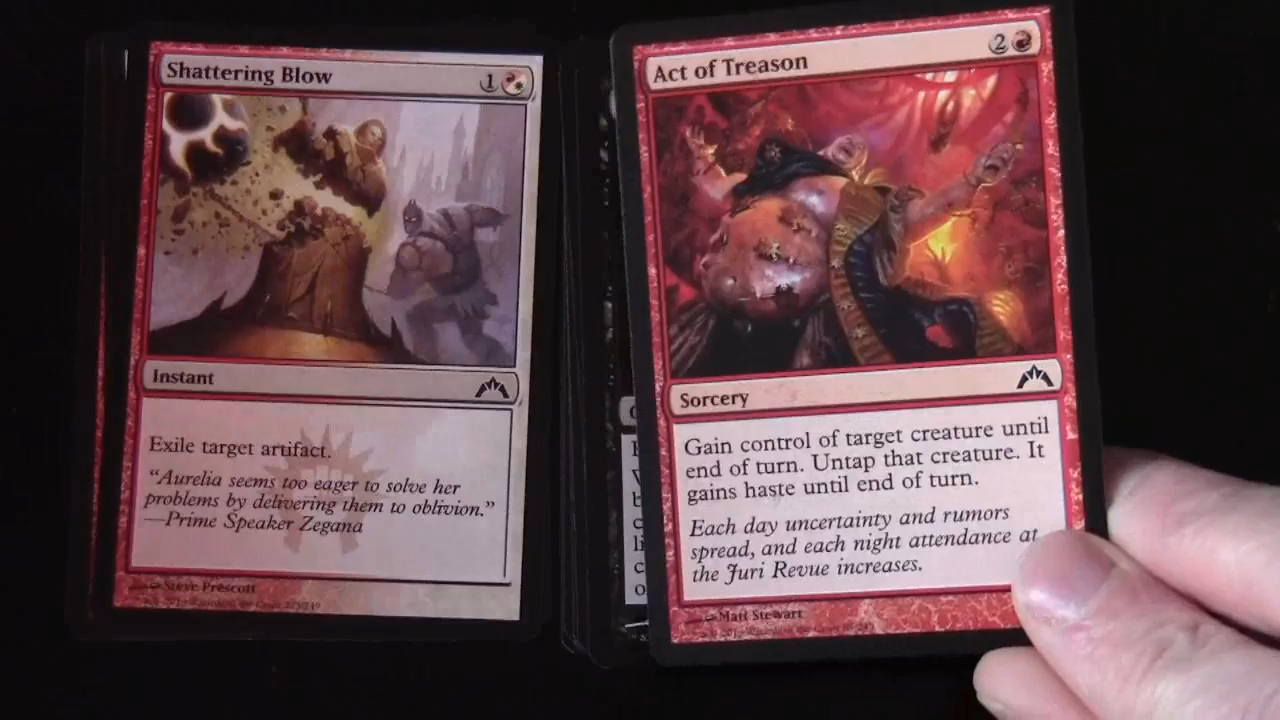 Shattering Blow
1
Instant
Exile target artifact.
“Aurelia seems too eager to solve her
problems by delivering them to oblivion.”
—Prime Speaker Zegana
Steve Prescott
Act of Treason
2
Sorcery
Gain control of target creature until
end of turn. Untap that creature. It
gains haste until end of turn.
Each day uncertainty and rumors
spread, and each night attendance at
the Juri Revue increases.
Matt Stewart